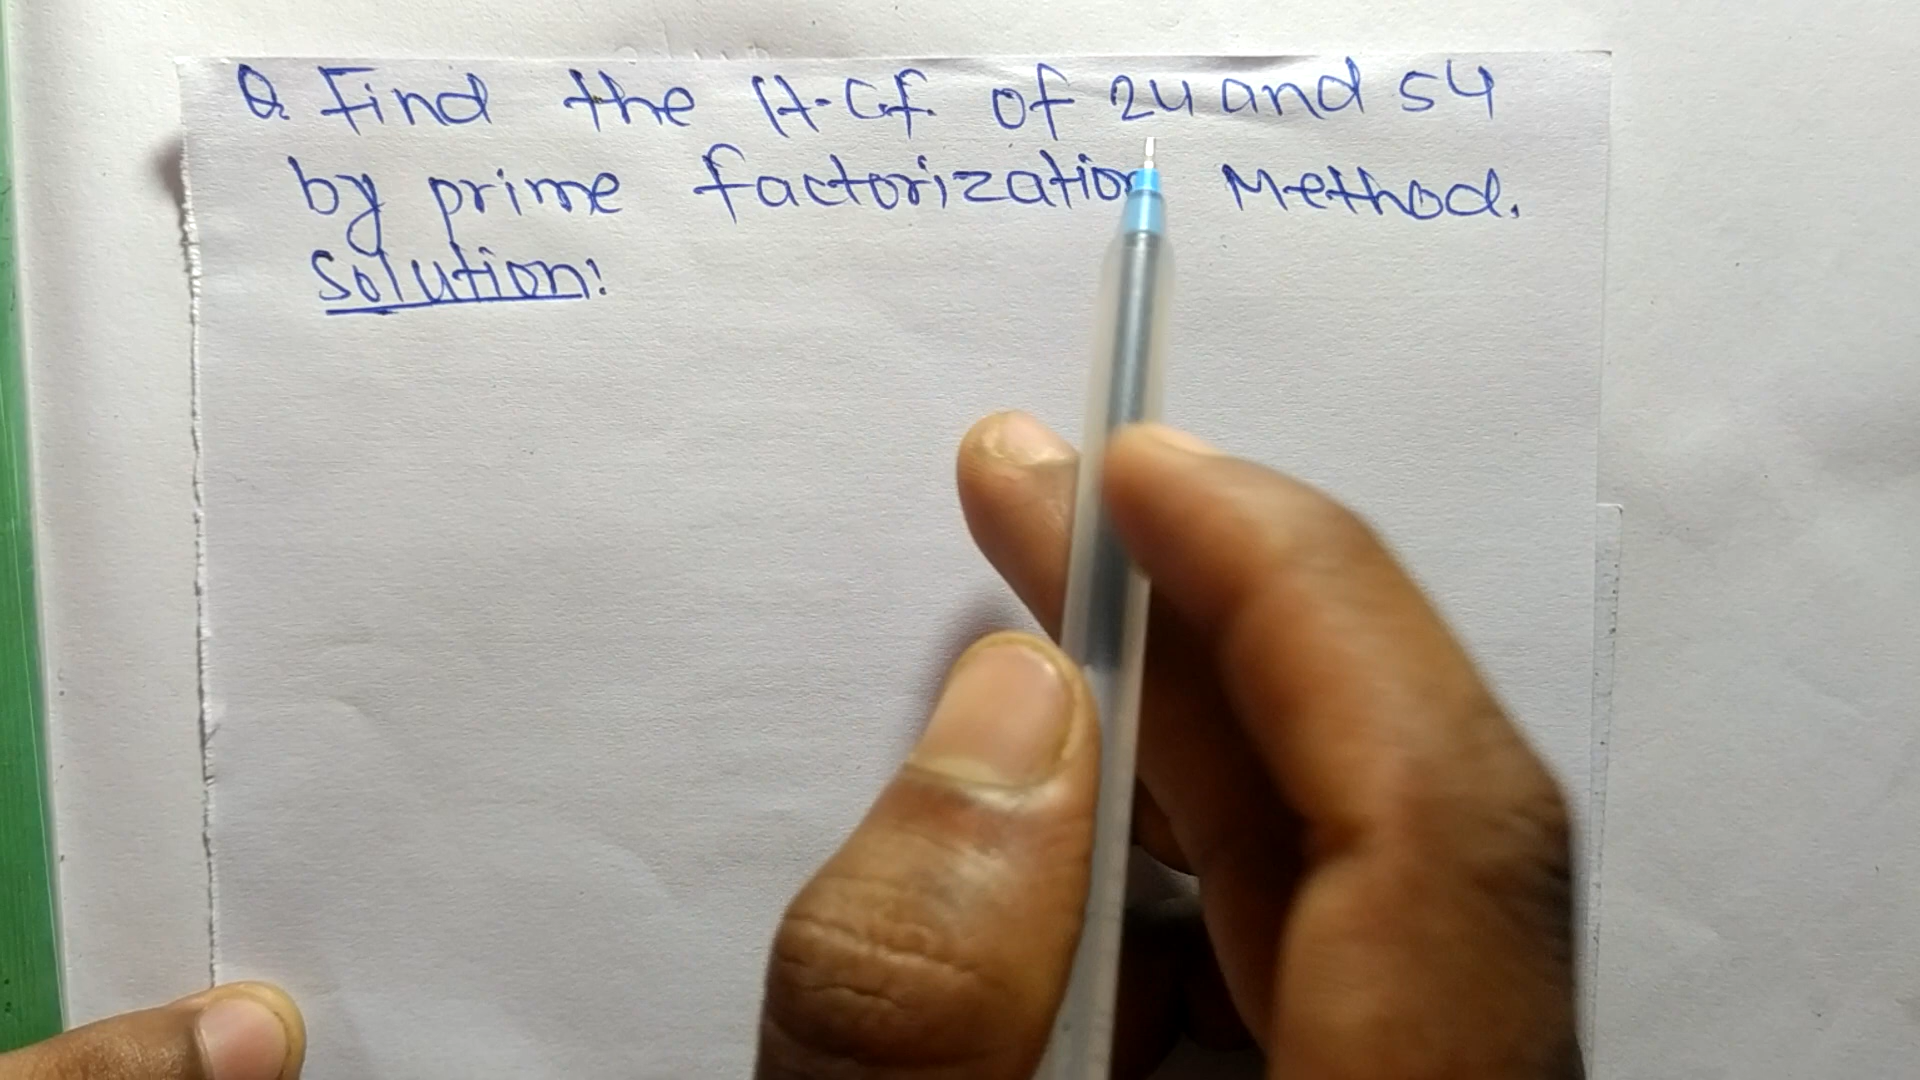 Q. Find the H.C.f. of 24 and 54
by prime factorization Method.
Solution: